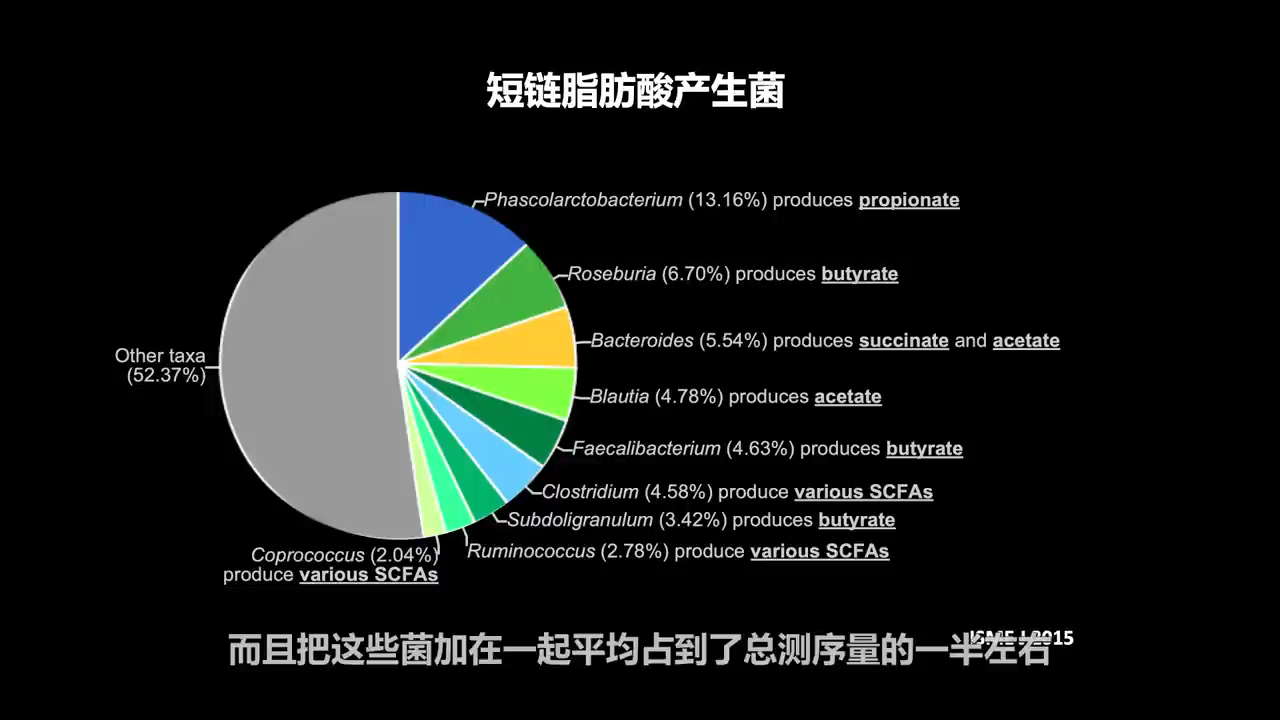 短链脂肪酸产生菌
Phascolarctobacterium (13.16%) produces propionate
Roseburia (6.70%) produces butyrate
Bacteroides (5.54%) produces succinate and acetate
Other taxa
(52.37%)
Blautia (4.78%) produces acetate
Faecalibacterium (4.63%) produces butyrate
Clostridium (4.58%) produce various SCFAs
Subdoligranulum (3.42%) produces butyrate
Ruminococcus (2.78%) produce various SCFAs
Coprococcus (2.04%)
produce various SCFAs
ISME J 2015
而且把这些菌加在一起平均占到了总测序量的一半左右